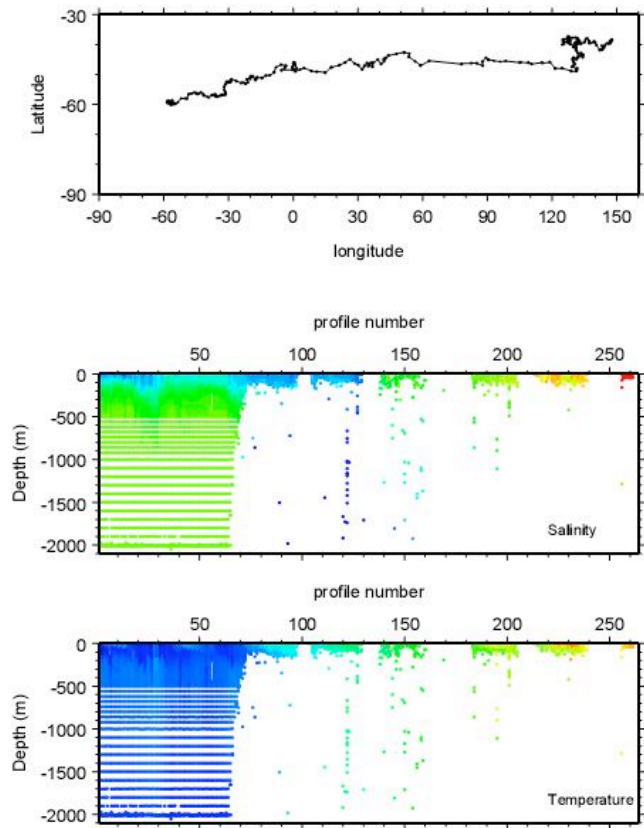 -30
-60
-90
Latitude
-90 -60 -30 0 30 60 90 120 150
longitude
profile number
50 100 150 200 250
0
-500
-1000
-1500
-2000
Depth (m)
Salinity
profile number
50 100 150 200 250
0
-500
-1000
-1500
-2000
Depth (m)
Temperature